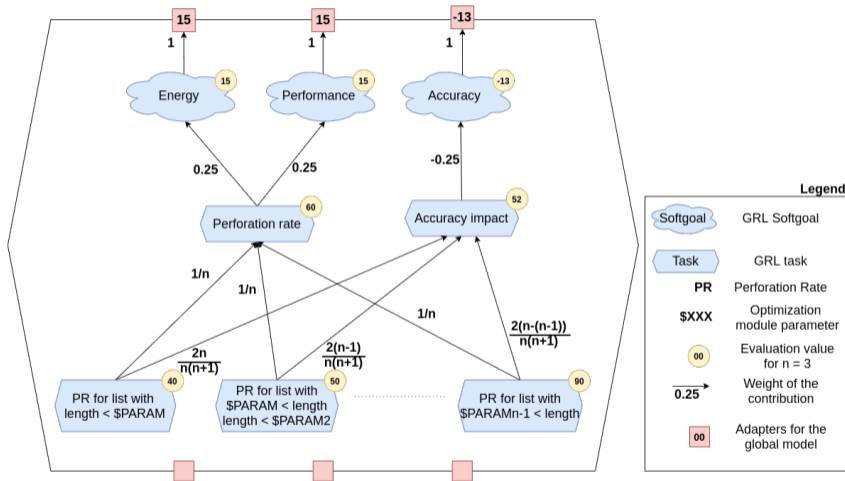 15
15
-13
1
1
1
15
15
-13
Energy
Performance
Accuracy
0.25
0.25
-0.25
60
52
Perforation rate
Accuracy impact
1/n
1/n
1/n
2n
n(n+1)
2(n-1)
n(n+1)
2(n-(n-1))
n(n+1)
40
50
90
PR for list with
length < $PARAM
PR for list with
$PARAM < length
length < $PARAM2
PR for list with
$PARAMn-1 < length
Legend
Softgoal
GRL Softgoal
Task
GRL task
PR
Perforation Rate
$XXX
Optimization
module parameter
00
Evaluation value
for n = 3
0.25
Weight of the
contribution
00
Adapters for the
global model